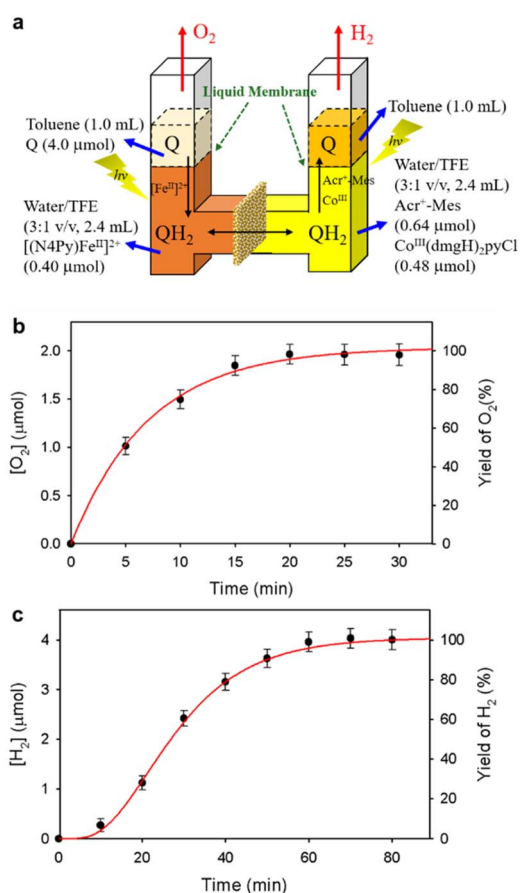 a
O2
H2
Liquid Membrane
Toluene (1.0 mL)
Q (4.0 μmol)
Q
Q
Toluene (1.0 mL)
hν
hν
[FeII]2+
Acr+-Mes
CoIII
Water/TFE
(3:1 v/v, 2.4 mL)
[(N4Py)FeII]2+
(0.40 μmol)
QH2
QH2
Water/TFE
(3:1 v/v, 2.4 mL)
Acr+-Mes
(0.64 μmol)
CoIII(dmgH)2pyCl
(0.48 μmol)
b
[O2] (μmol)
2.0
1.5
1.0
0.5
0.0
100
80
60
40
20
0
Yield of O2(%)
0 5 10 15 20 25 30
Time (min)
c
[H2] (μmol)
4
3
2
1
0
100
80
60
40
20
0
Yield of H2 (%)
0 20 40 60 80
Time (min)